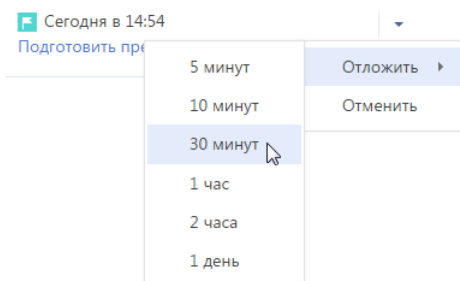 Сегодня в 14:54
Подготовить пре
5 минут
10 минут
30 минут
1 час
2 часа
1 день
Отложить
Отменить